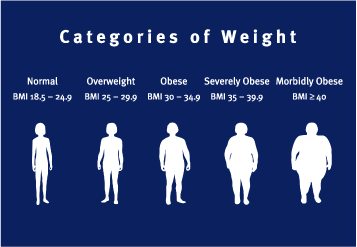 Categories of Weight
Normal
BMI 18.5 – 24.9
Overweight
BMI 25 – 29.9
Obese
BMI 30 – 34.9
Severely Obese
BMI 35 – 39.9
Morbidly Obese
BMI ≥ 40